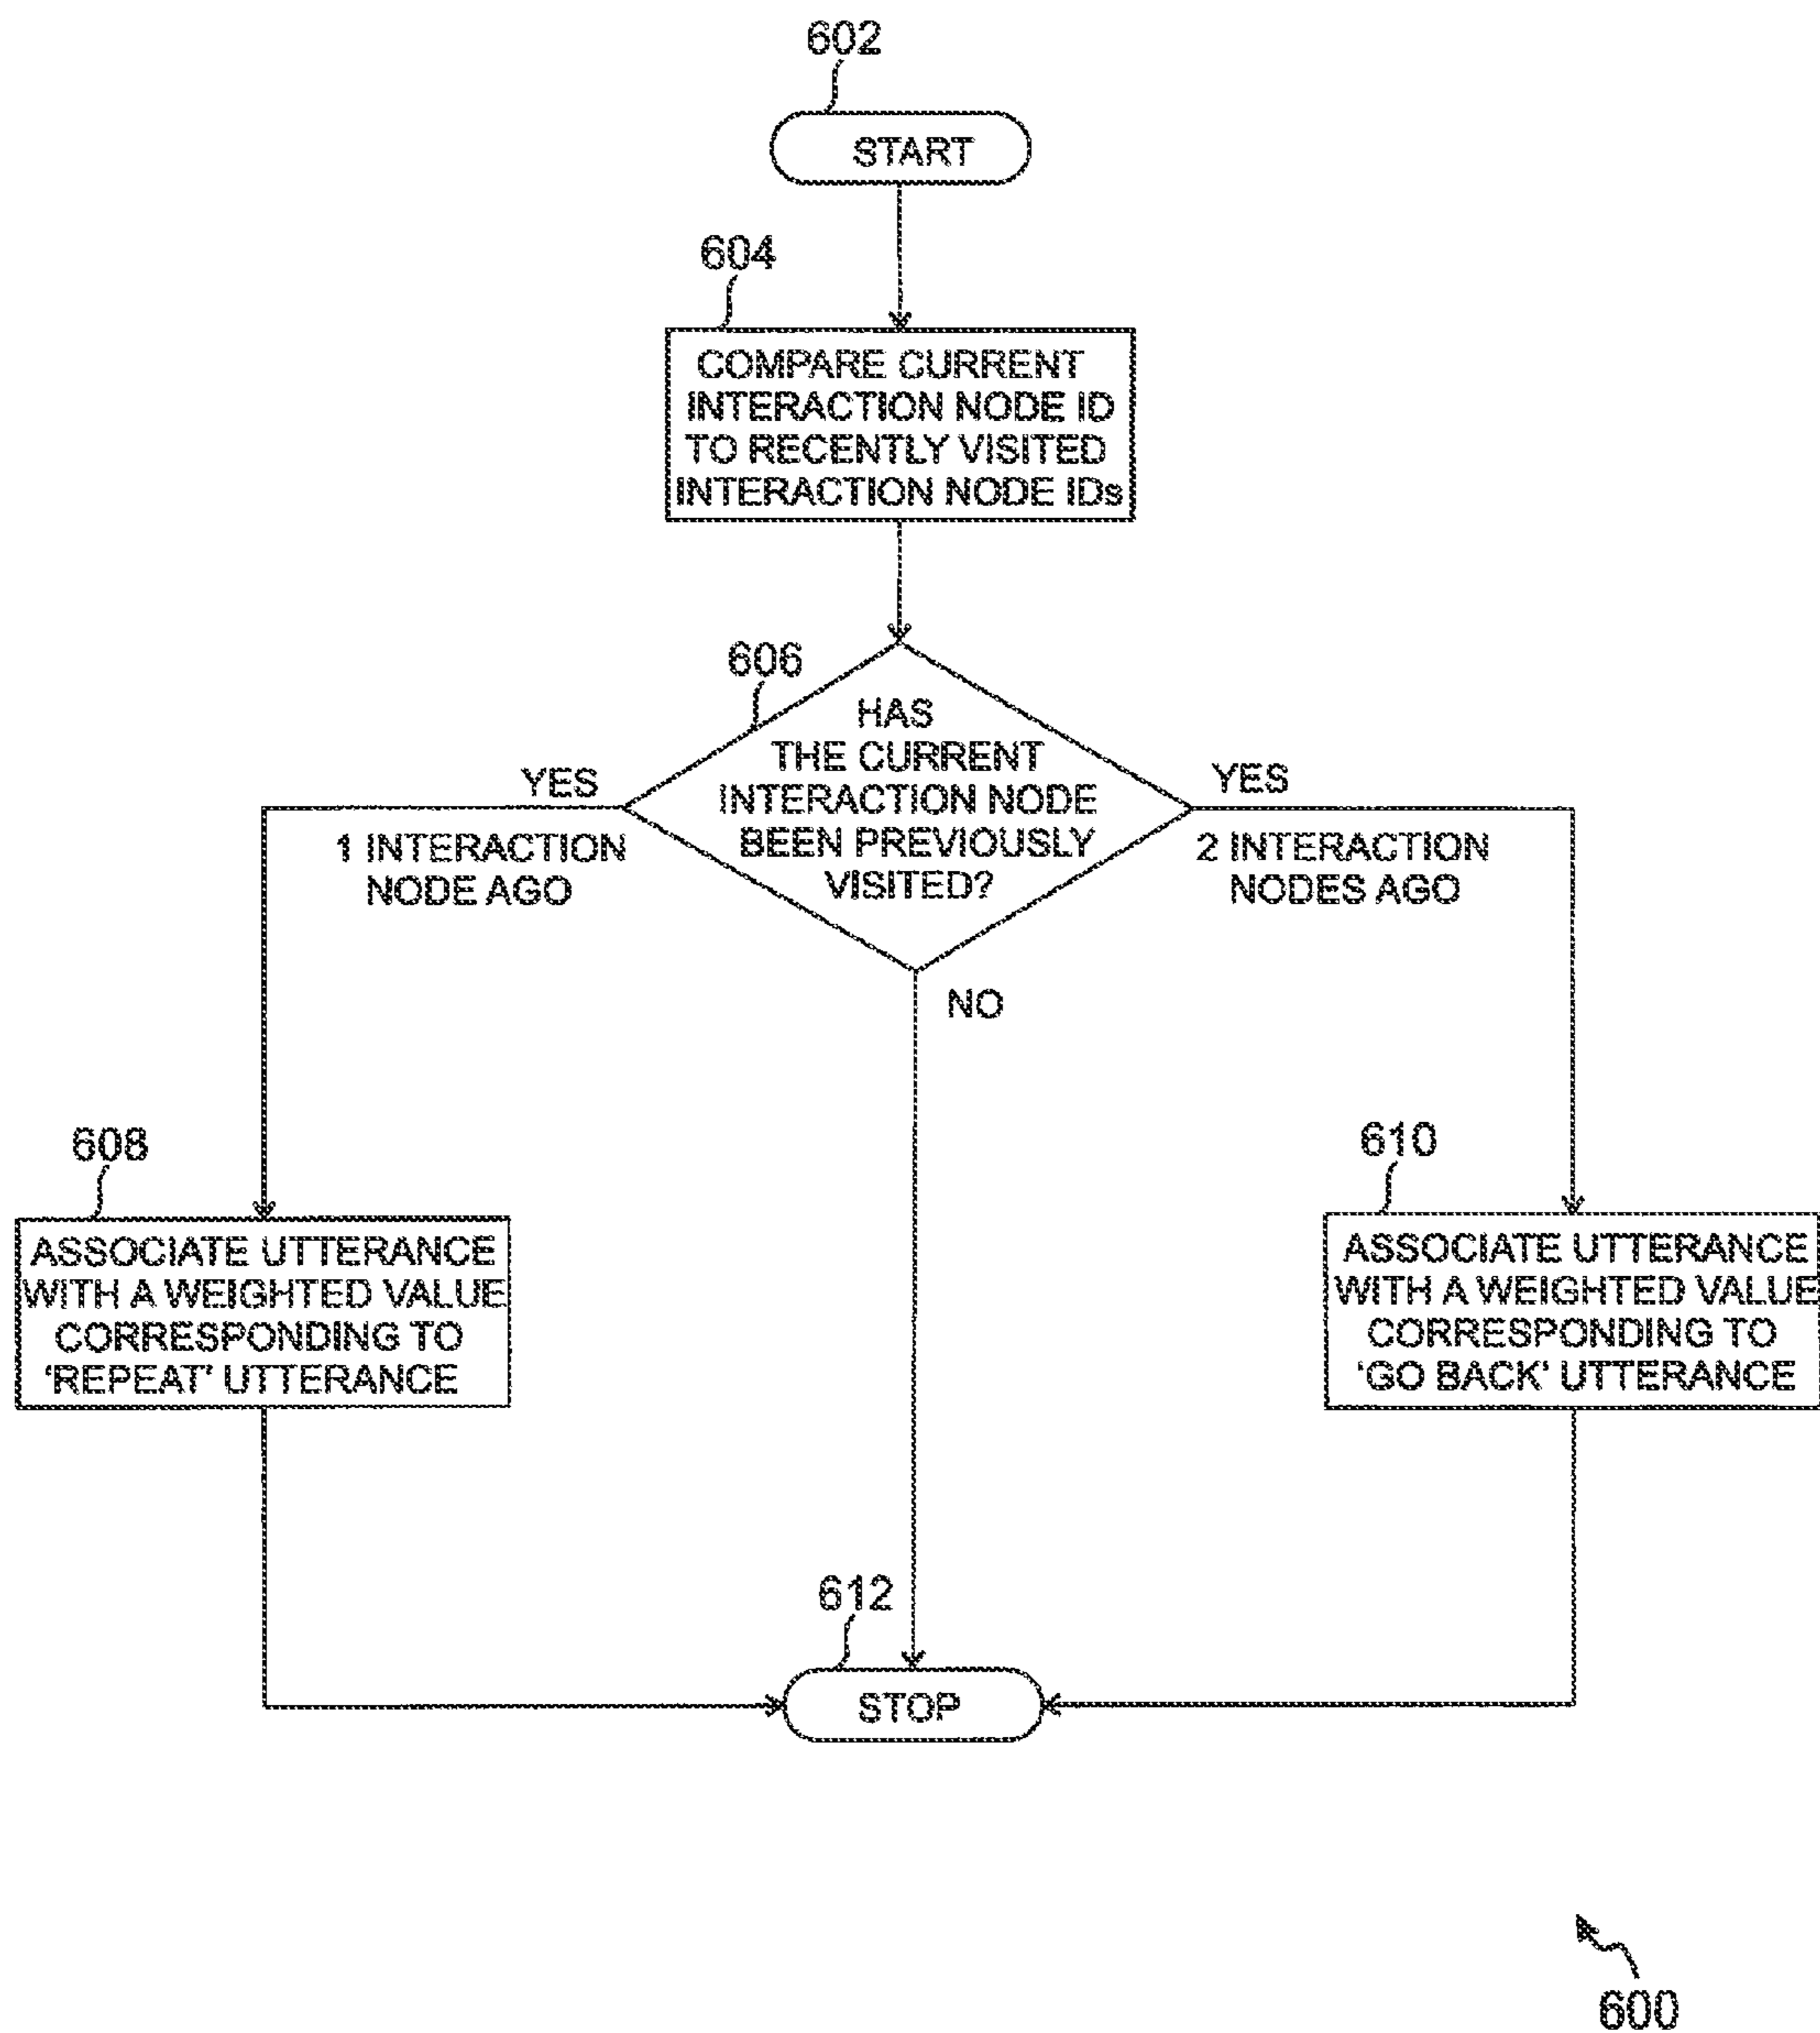 602
START
604
COMPARE CURRENT
INTERACTION NODE ID
TO RECENTLY VISITED
INTERACTION NODE IDs
606
HAS
THE CURRENT
INTERACTION NODE
BEEN PREVIOUSLY
VISITED?
YES
1 INTERACTION
NODE AGO
YES
2 INTERACTION
NODES AGO
NO
608
ASSOCIATE UTTERANCE
WITH A WEIGHTED VALUE
CORRESPONDING TO
‘REPEAT’ UTTERANCE
610
ASSOCIATE UTTERANCE
WITH A WEIGHTED VALUE
CORRESPONDING TO
‘GO BACK’ UTTERANCE
612
STOP
600